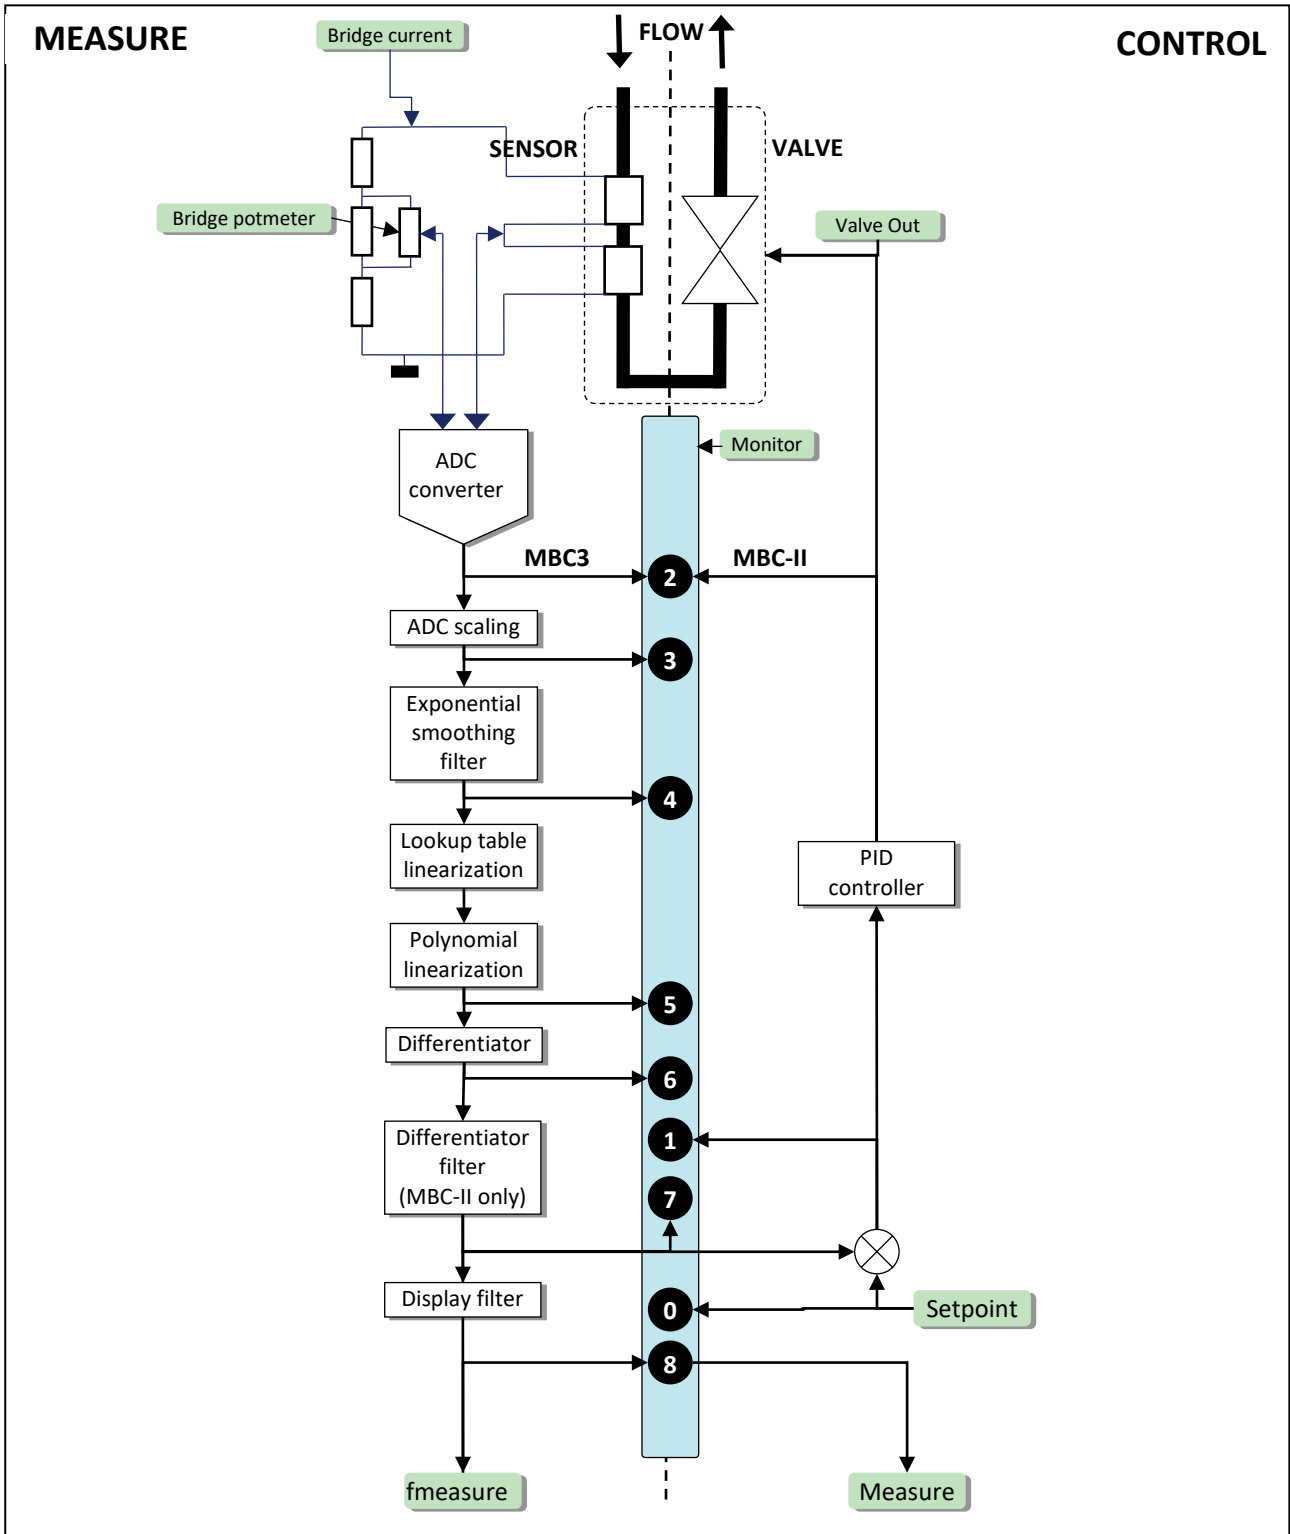 MEASURE
Bridge current
FLOW
CONTROL
SENSOR
VALVE
Bridge potmeter
Valve Out
Monitor
ADC
converter
MBC3
2
MBC-II
ADC scaling
3
Exponential
smoothing
filter
4
Lookup table
linearization
PID
controller
Polynomial
linearization
5
Differentiator
6
Differentiator
filter
(MBC-II only)
1
7
Display filter
0
Setpoint
8
fmeasure
Measure